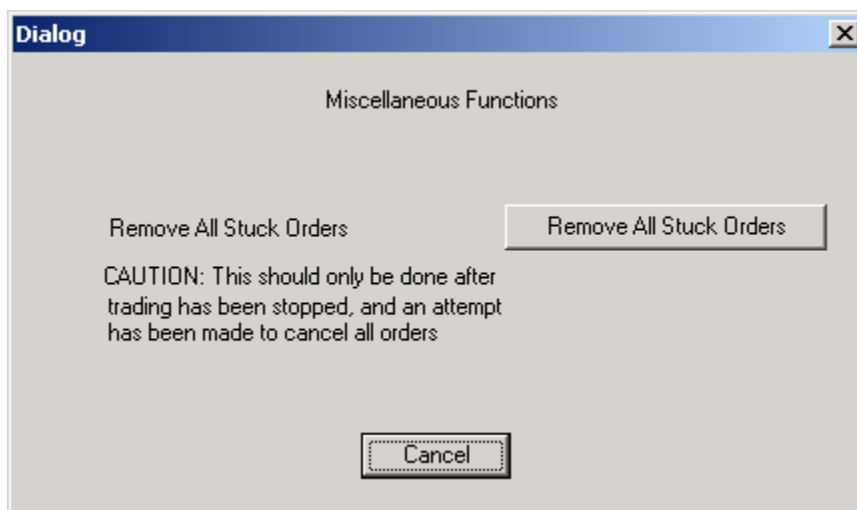 Dialog
Miscellaneous Functions
Remove All Stuck Orders
Remove All Stuck Orders
CAUTION: This should only be done after
trading has been stopped, and an attempt
has been made to cancel all orders
Cancel